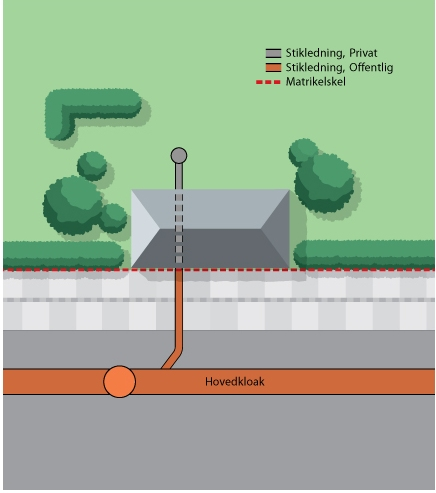 Stikledning, Privat
Stikledning, Offentlig
Matrikelskel
Hovedkloak